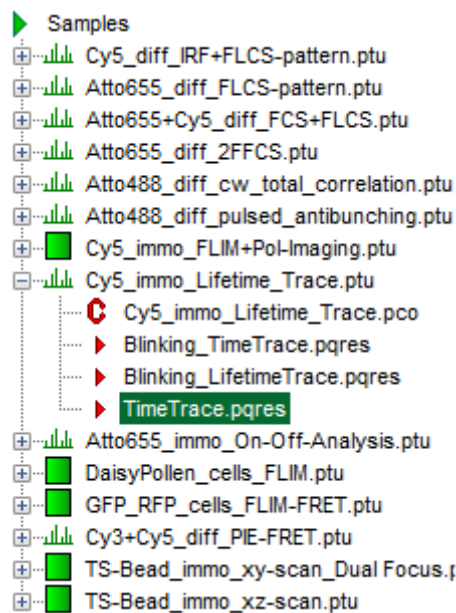 Samples
Cy5_diff_IRF+FLCS-pattern.ptu
Atto655_diff_FLCS-pattern.ptu
Atto655+Cy5_diff_FCS+FLCS.ptu
Atto655_diff_2FFCS.ptu
Atto488_diff_cw_total_correlation.ptu
Atto488_diff_pulsed_antibunching.ptu
Cy5_immo_FLIM+Pol-Imaging.ptu
Cy5_immo_Lifetime_Trace.ptu
Cy5_immo_Lifetime_Trace.pco
Blinking_TimeTrace.pqres
Blinking_LifetimeTrace.pqres
TimeTrace.pqres
Atto655_immo_On-Off-Analysis.ptu
DaisyPollen_cells_FLIM.ptu
GFP_RFP_cells_FLIM-FRET.ptu
Cy3+Cy5_diff_PIE-FRET.ptu
TS-Bead_immo_xy-scan_Dual Focus.p
TS-Bead_immo_xz-scan.ptu